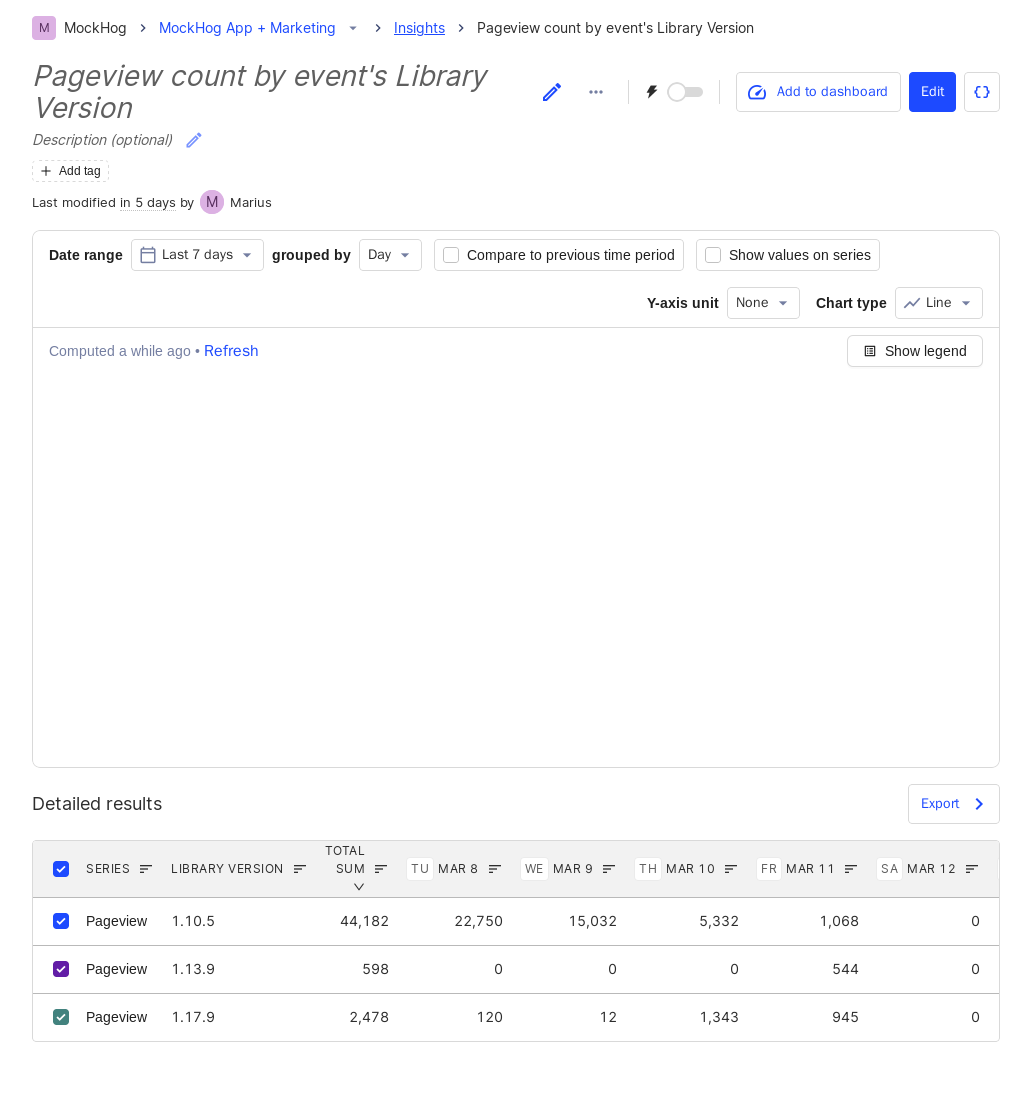 M MockHog MockHog App + Marketing Insights Pageview count by event's Library Version
Pageview count by event's Library
Version
Add to dashboard Edit
Description (optional)
Add tag
Last modified in 5 days by M Marius
Date range Last 7 days grouped by Day Compare to previous time period Show values on series
Y-axis unit None Chart type Line
Computed a while ago • Refresh Show legend
Detailed results Export
SERIES LIBRARY VERSION TOTAL SUM TU MAR 8 WE MAR 9 TH MAR 10 FR MAR 11 SA MAR 12
Pageview 1.10.5 44,182 22,750 15,032 5,332 1,068 0
Pageview 1.13.9 598 0 0 0 544 0
Pageview 1.17.9 2,478 120 12 1,343 945 0